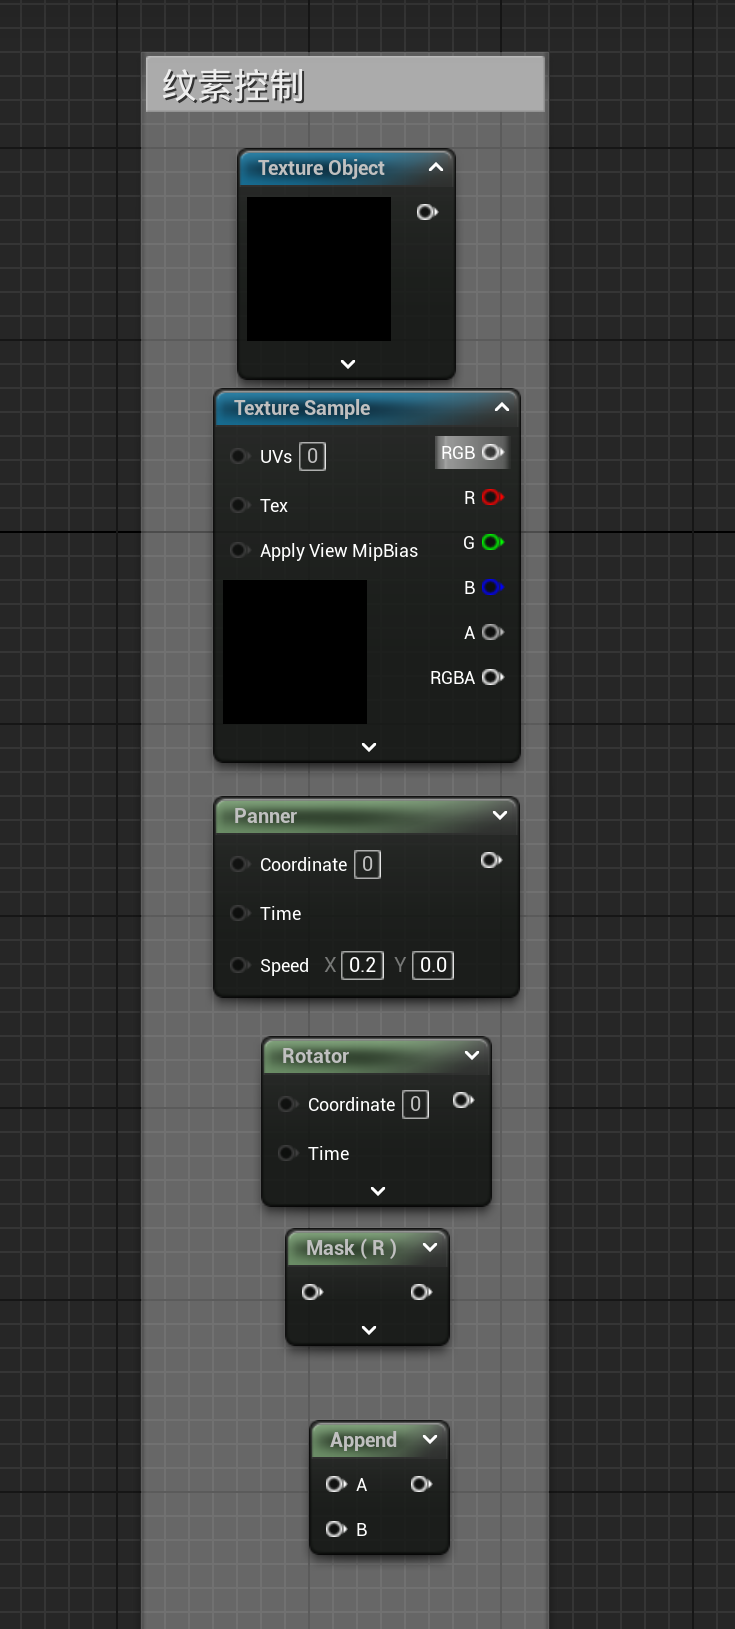 纹素控制
Texture Object
Texture Sample
UVs 0
RGB
Tex
R
Apply View MipBias
G
B
A
RGBA
Panner
Coordinate 0
Time
Speed X 0.2 Y 0.0
Rotator
Coordinate 0
Time
Mask ( R )
Append
A
B